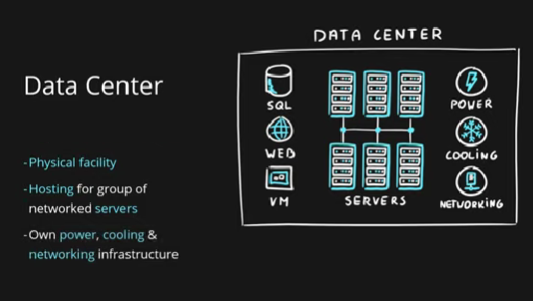 Data Center
-Physical facility
-Hosting for group of
networked servers
-Own power, cooling &
networking infrastructure
DATA CENTER
SQL
WEB
VM
SERVERS
POWER
COOLING
NETWORKING